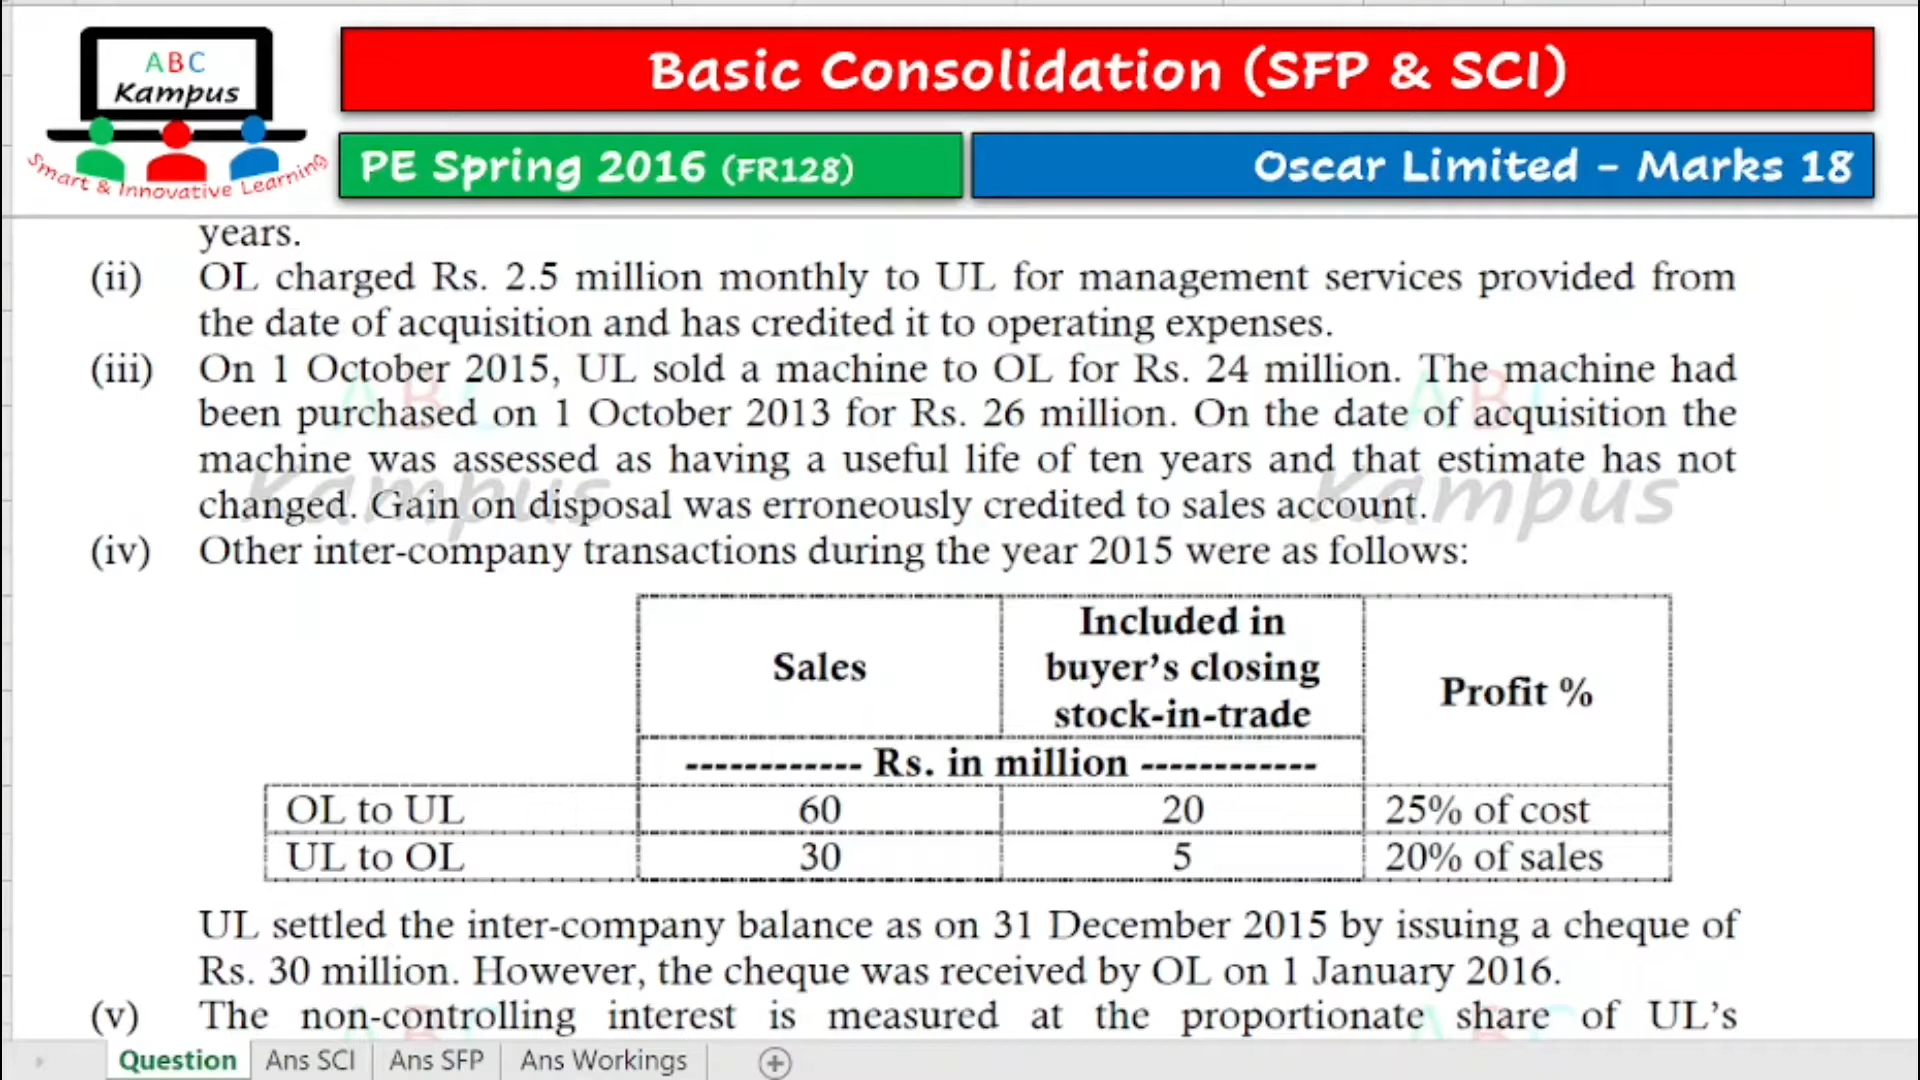 ABC
Kampus
Smart & Innovative Learning
Basic Consolidation (SFP & SCI)
PE Spring 2016 (FR128)
Oscar Limited - Marks 18
years.
(ii) OL charged Rs. 2.5 million monthly to UL for management services provided from
the date of acquisition and has credited it to operating expenses.
(iii) On 1 October 2015, UL sold a machine to OL for Rs. 24 million. The machine had
been purchased on 1 October 2013 for Rs. 26 million. On the date of acquisition the
machine was assessed as having a useful life of ten years and that estimate has not
changed. Gain on disposal was erroneously credited to sales account.
(iv) Other inter-company transactions during the year 2015 were as follows:
Sales
Included in
buyer's closing
stock-in-trade
Profit %
------------ Rs. in million ------------
OL to UL 60 20 25% of cost
UL to OL 30 5 20% of sales
UL settled the inter-company balance as on 31 December 2015 by issuing a cheque of
Rs. 30 million. However, the cheque was received by OL on 1 January 2016.
(v) The non-controlling interest is measured at the proportionate share of UL's
Question Ans SCI Ans SFP Ans Workings